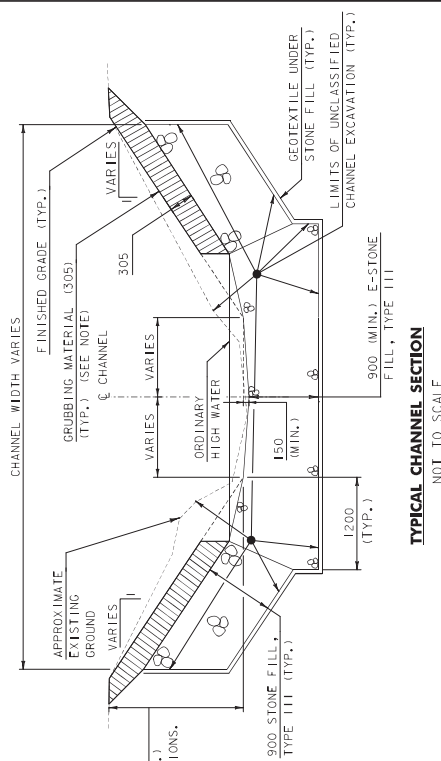 CHANNEL WIDTH VARIES
FINISHED GRADE (TYP.)
GRUBBING MATERIAL (305)
(TYP.) (SEE NOTE)
℄ CHANNEL
APPROXIMATE
EXISTING
GROUND
VARIES
1
VARIES
VARIES
VARIES
1
ORDINARY
HIGH WATER
305
150
(MIN.)
1200
(TYP.)
.)
IONS.
900 STONE FILL,
TYPE III (TYP.)
900 (MIN.) E-STONE
FILL, TYPE III
GEOTEXTILE UNDER
STONE FILL (TYP.)
LIMITS OF UNCLASSIFIED
CHANNEL EXCAVATION (TYP.)
TYPICAL CHANNEL SECTION
NOT TO SCALE